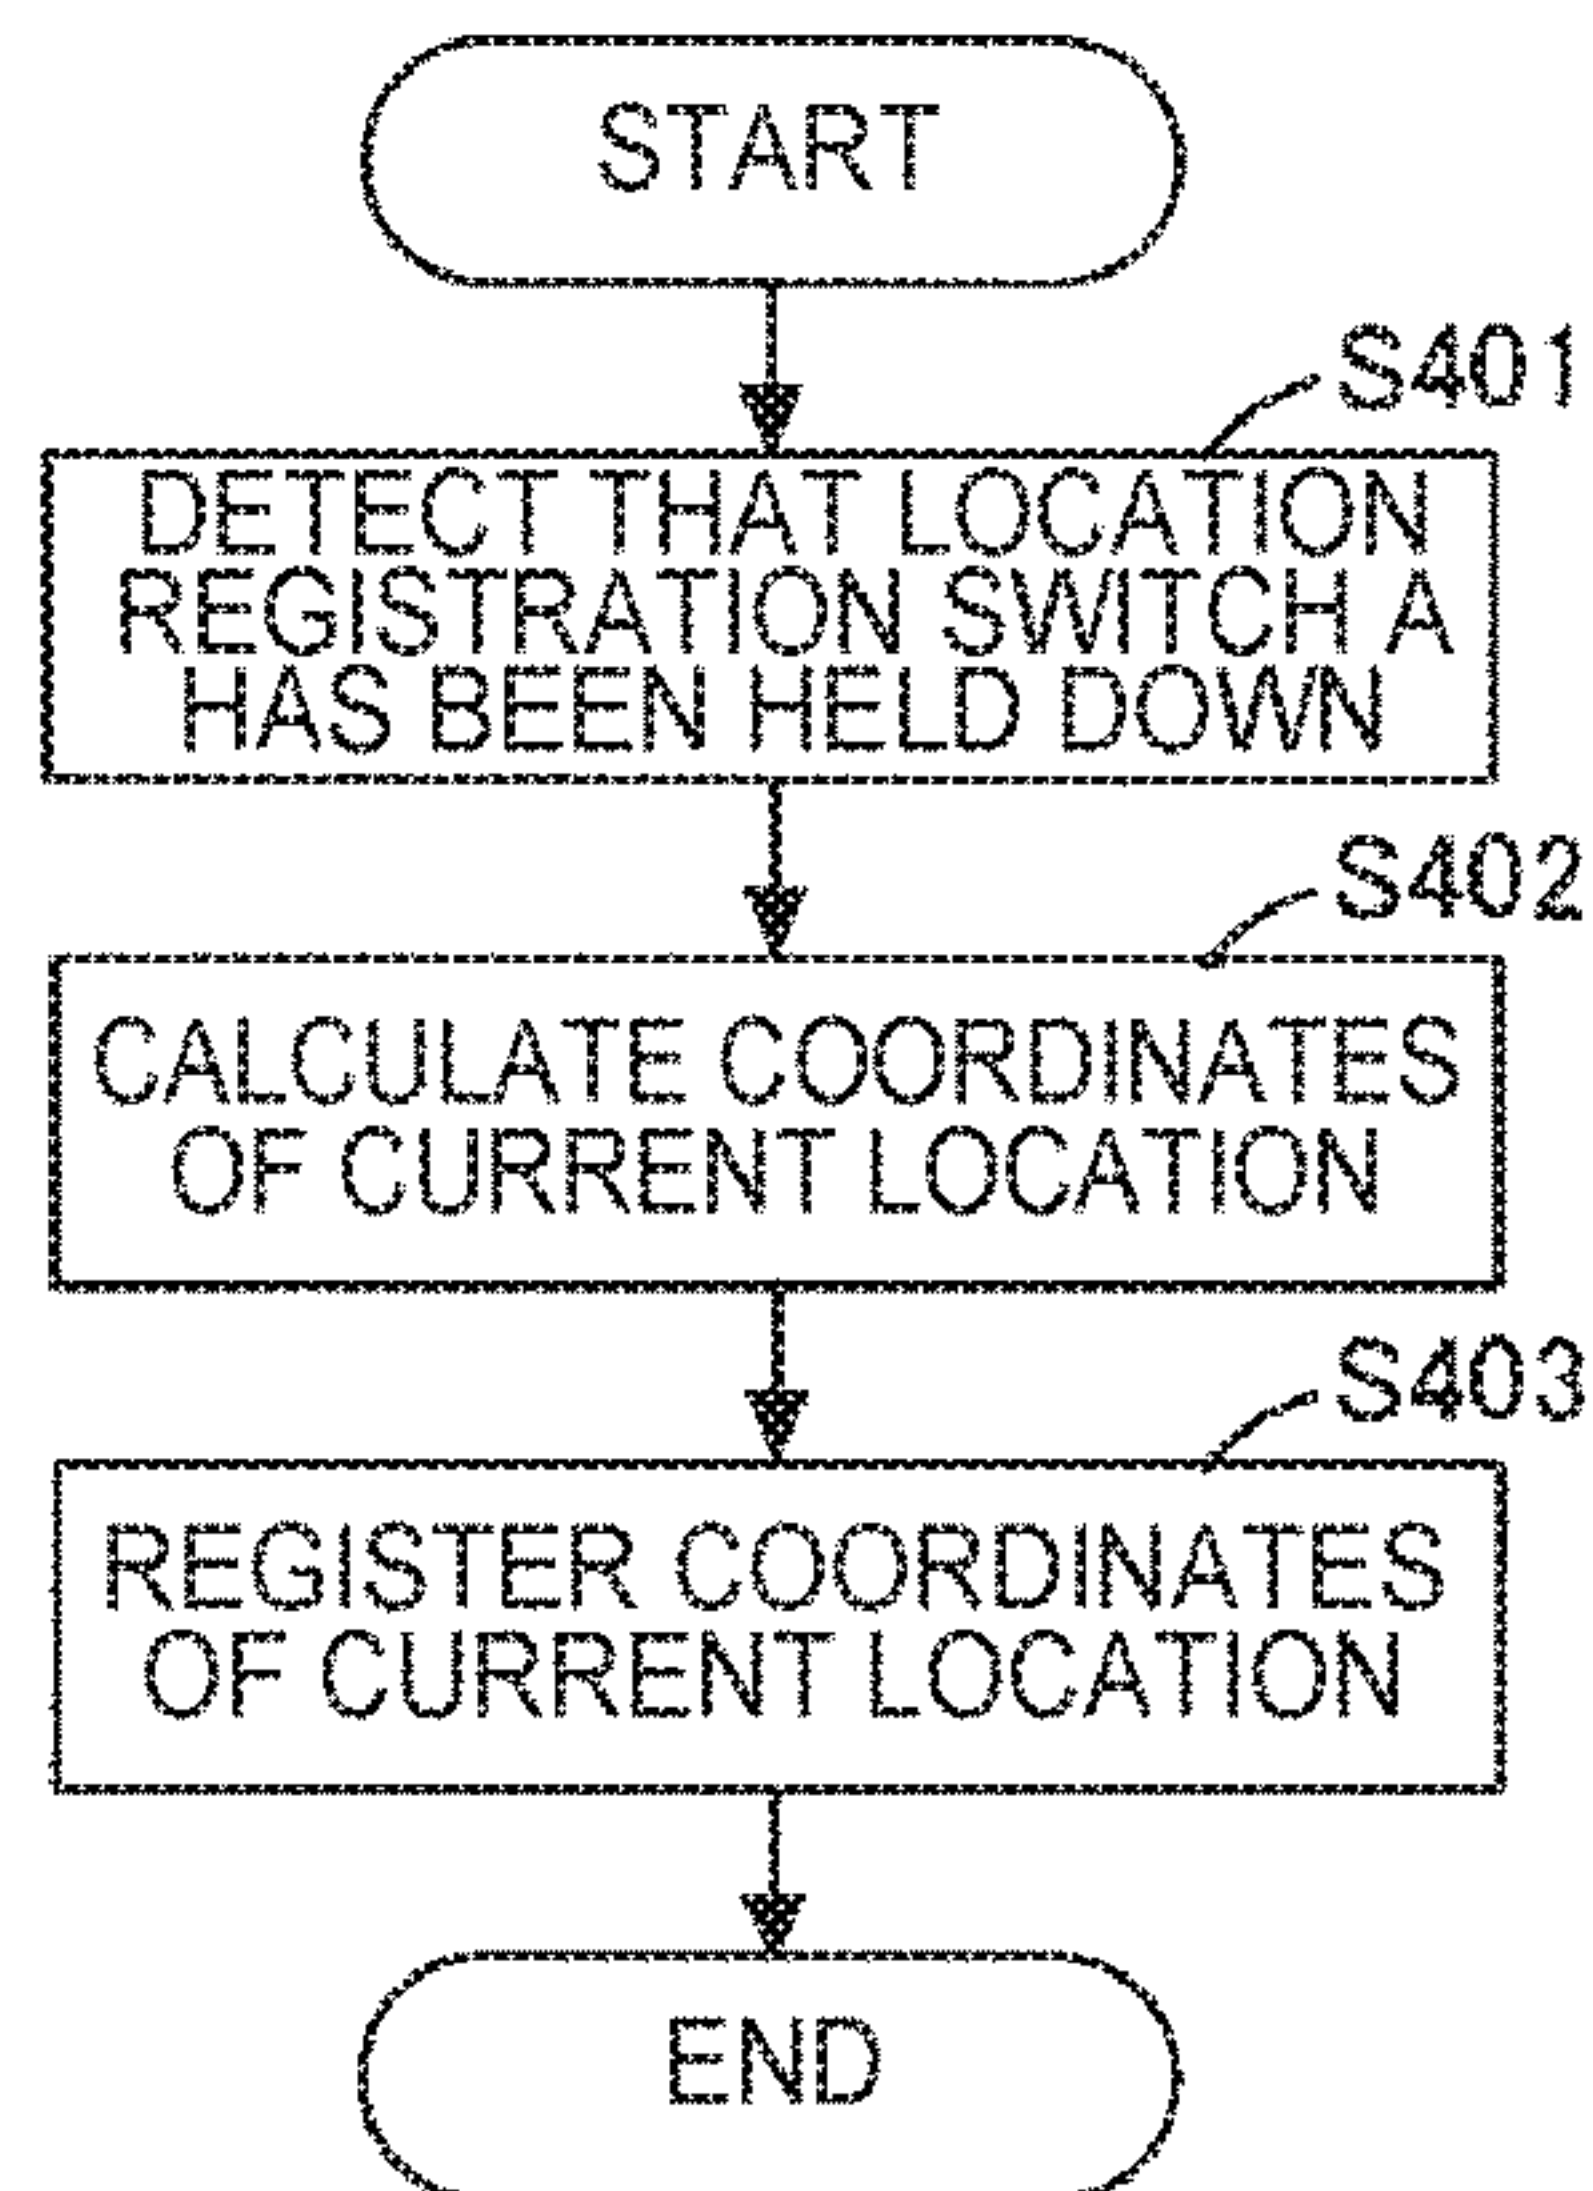 START
S401
DETECT THAT LOCATION
REGISTRATION SWITCH A
HAS BEEN HELD DOWN
S402
CALCULATE COORDINATES
OF CURRENT LOCATION
S403
REGISTER COORDINATES
OF CURRENT LOCATION
END